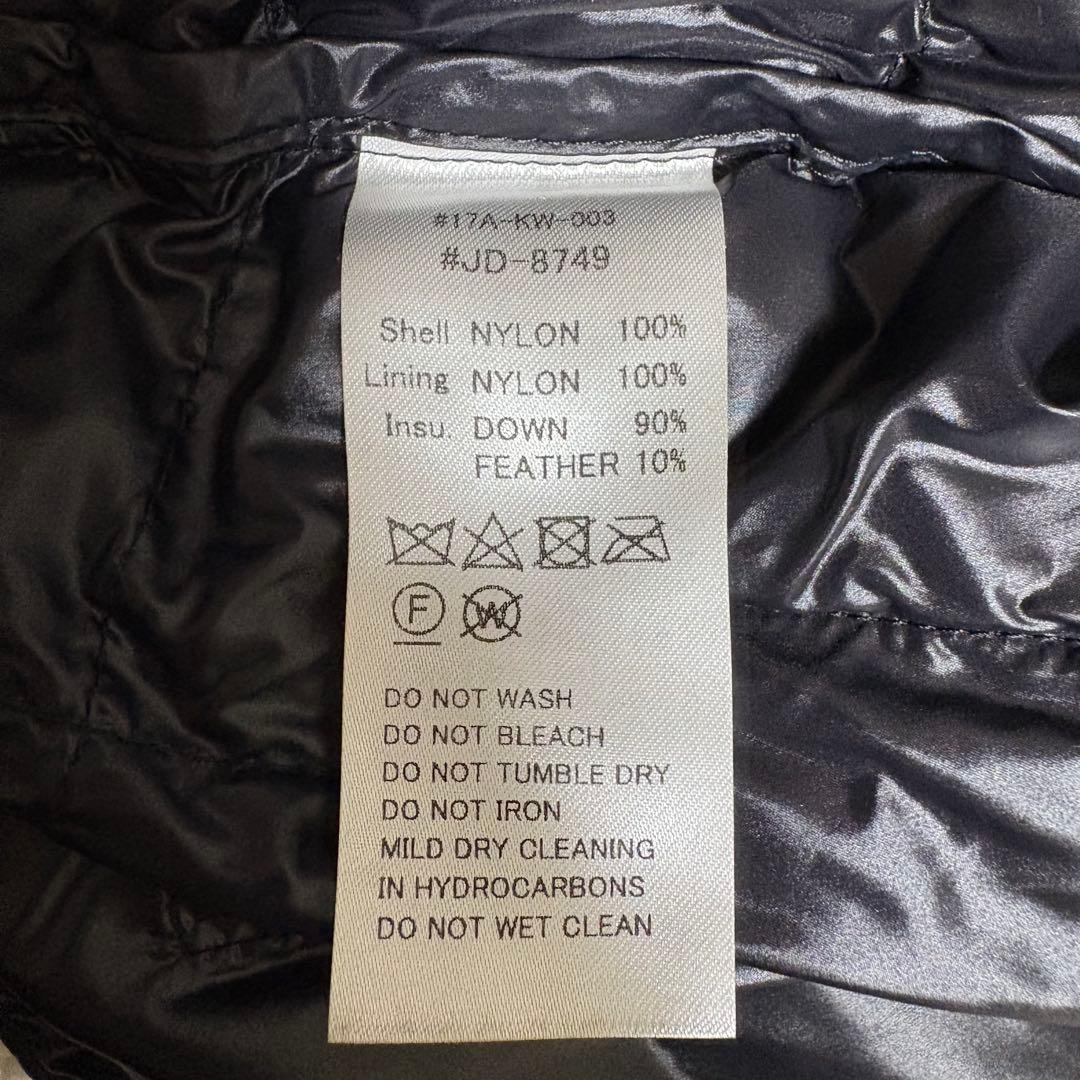 #17A-KW-003
#JD-8749
Shell NYLON 100%
Lining NYLON 100%
Insu. DOWN 90%
FEATHER 10%
F W
DO NOT WASH
DO NOT BLEACH
DO NOT TUMBLE DRY
DO NOT IRON
MILD DRY CLEANING
IN HYDROCARBONS
DO NOT WET CLEAN